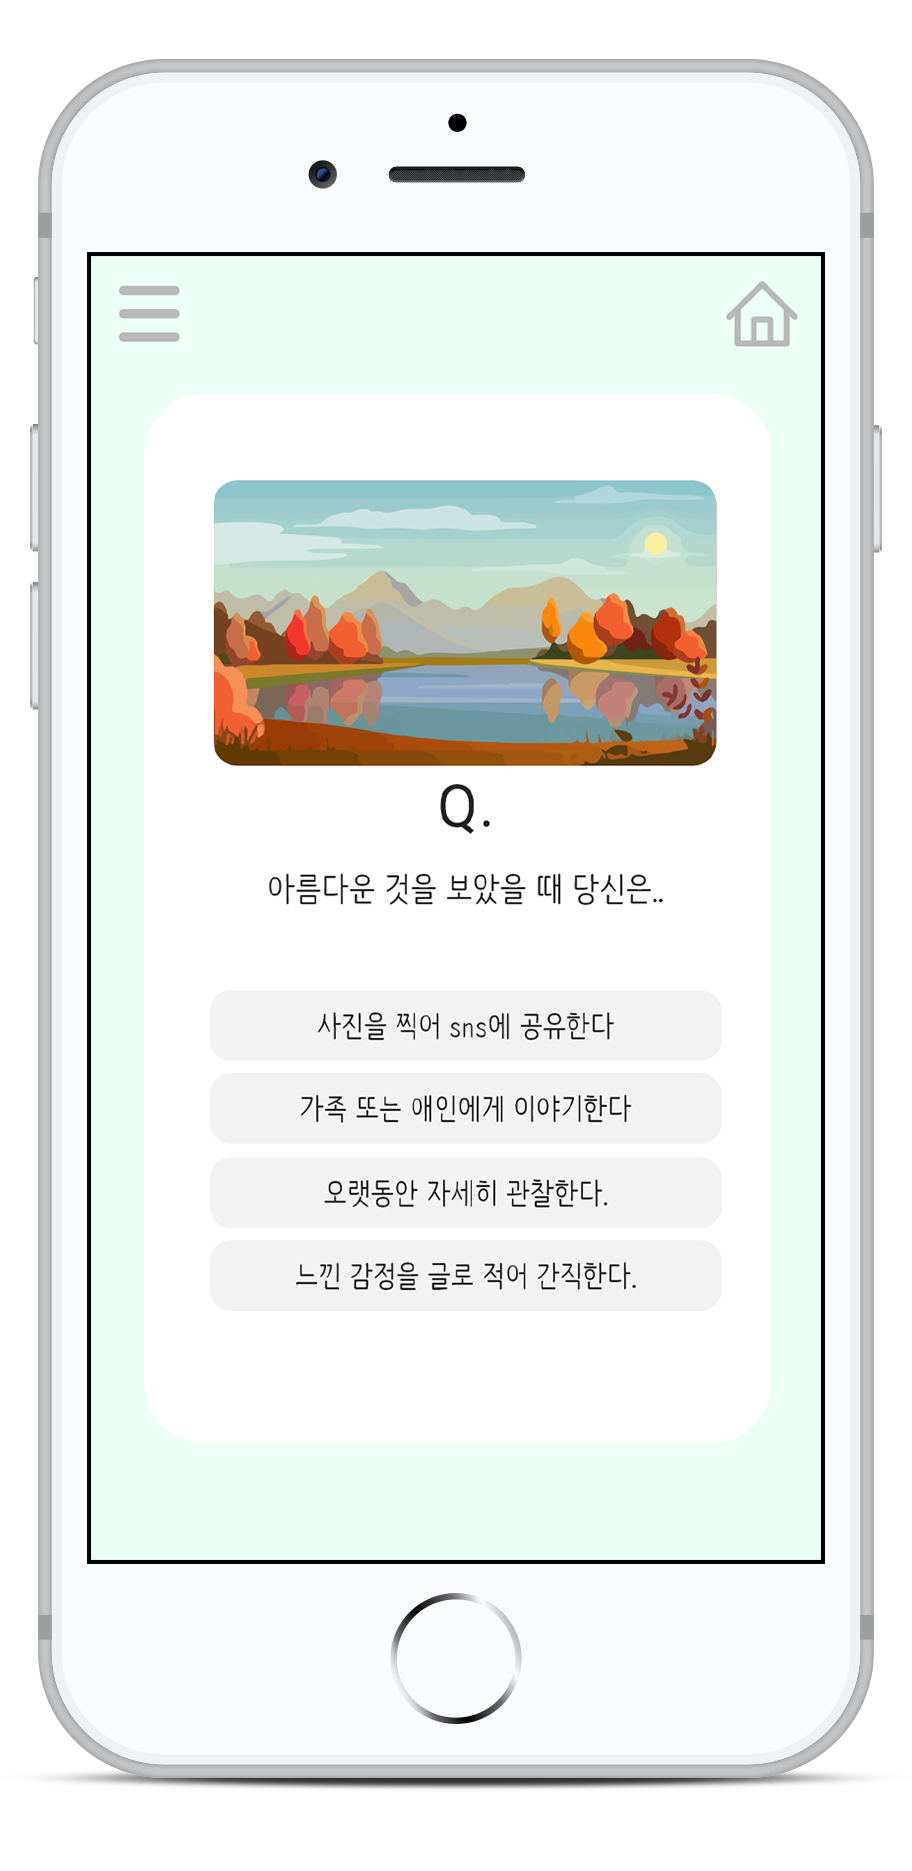 Q.
아름다운 것을 보았을 때 당신은..
사진을 찍어 sns에 공유한다
가족 또는 애인에게 이야기한다
오랫동안 자세히 관찰한다.
느낀 감정을 글로 적어 간직한다.